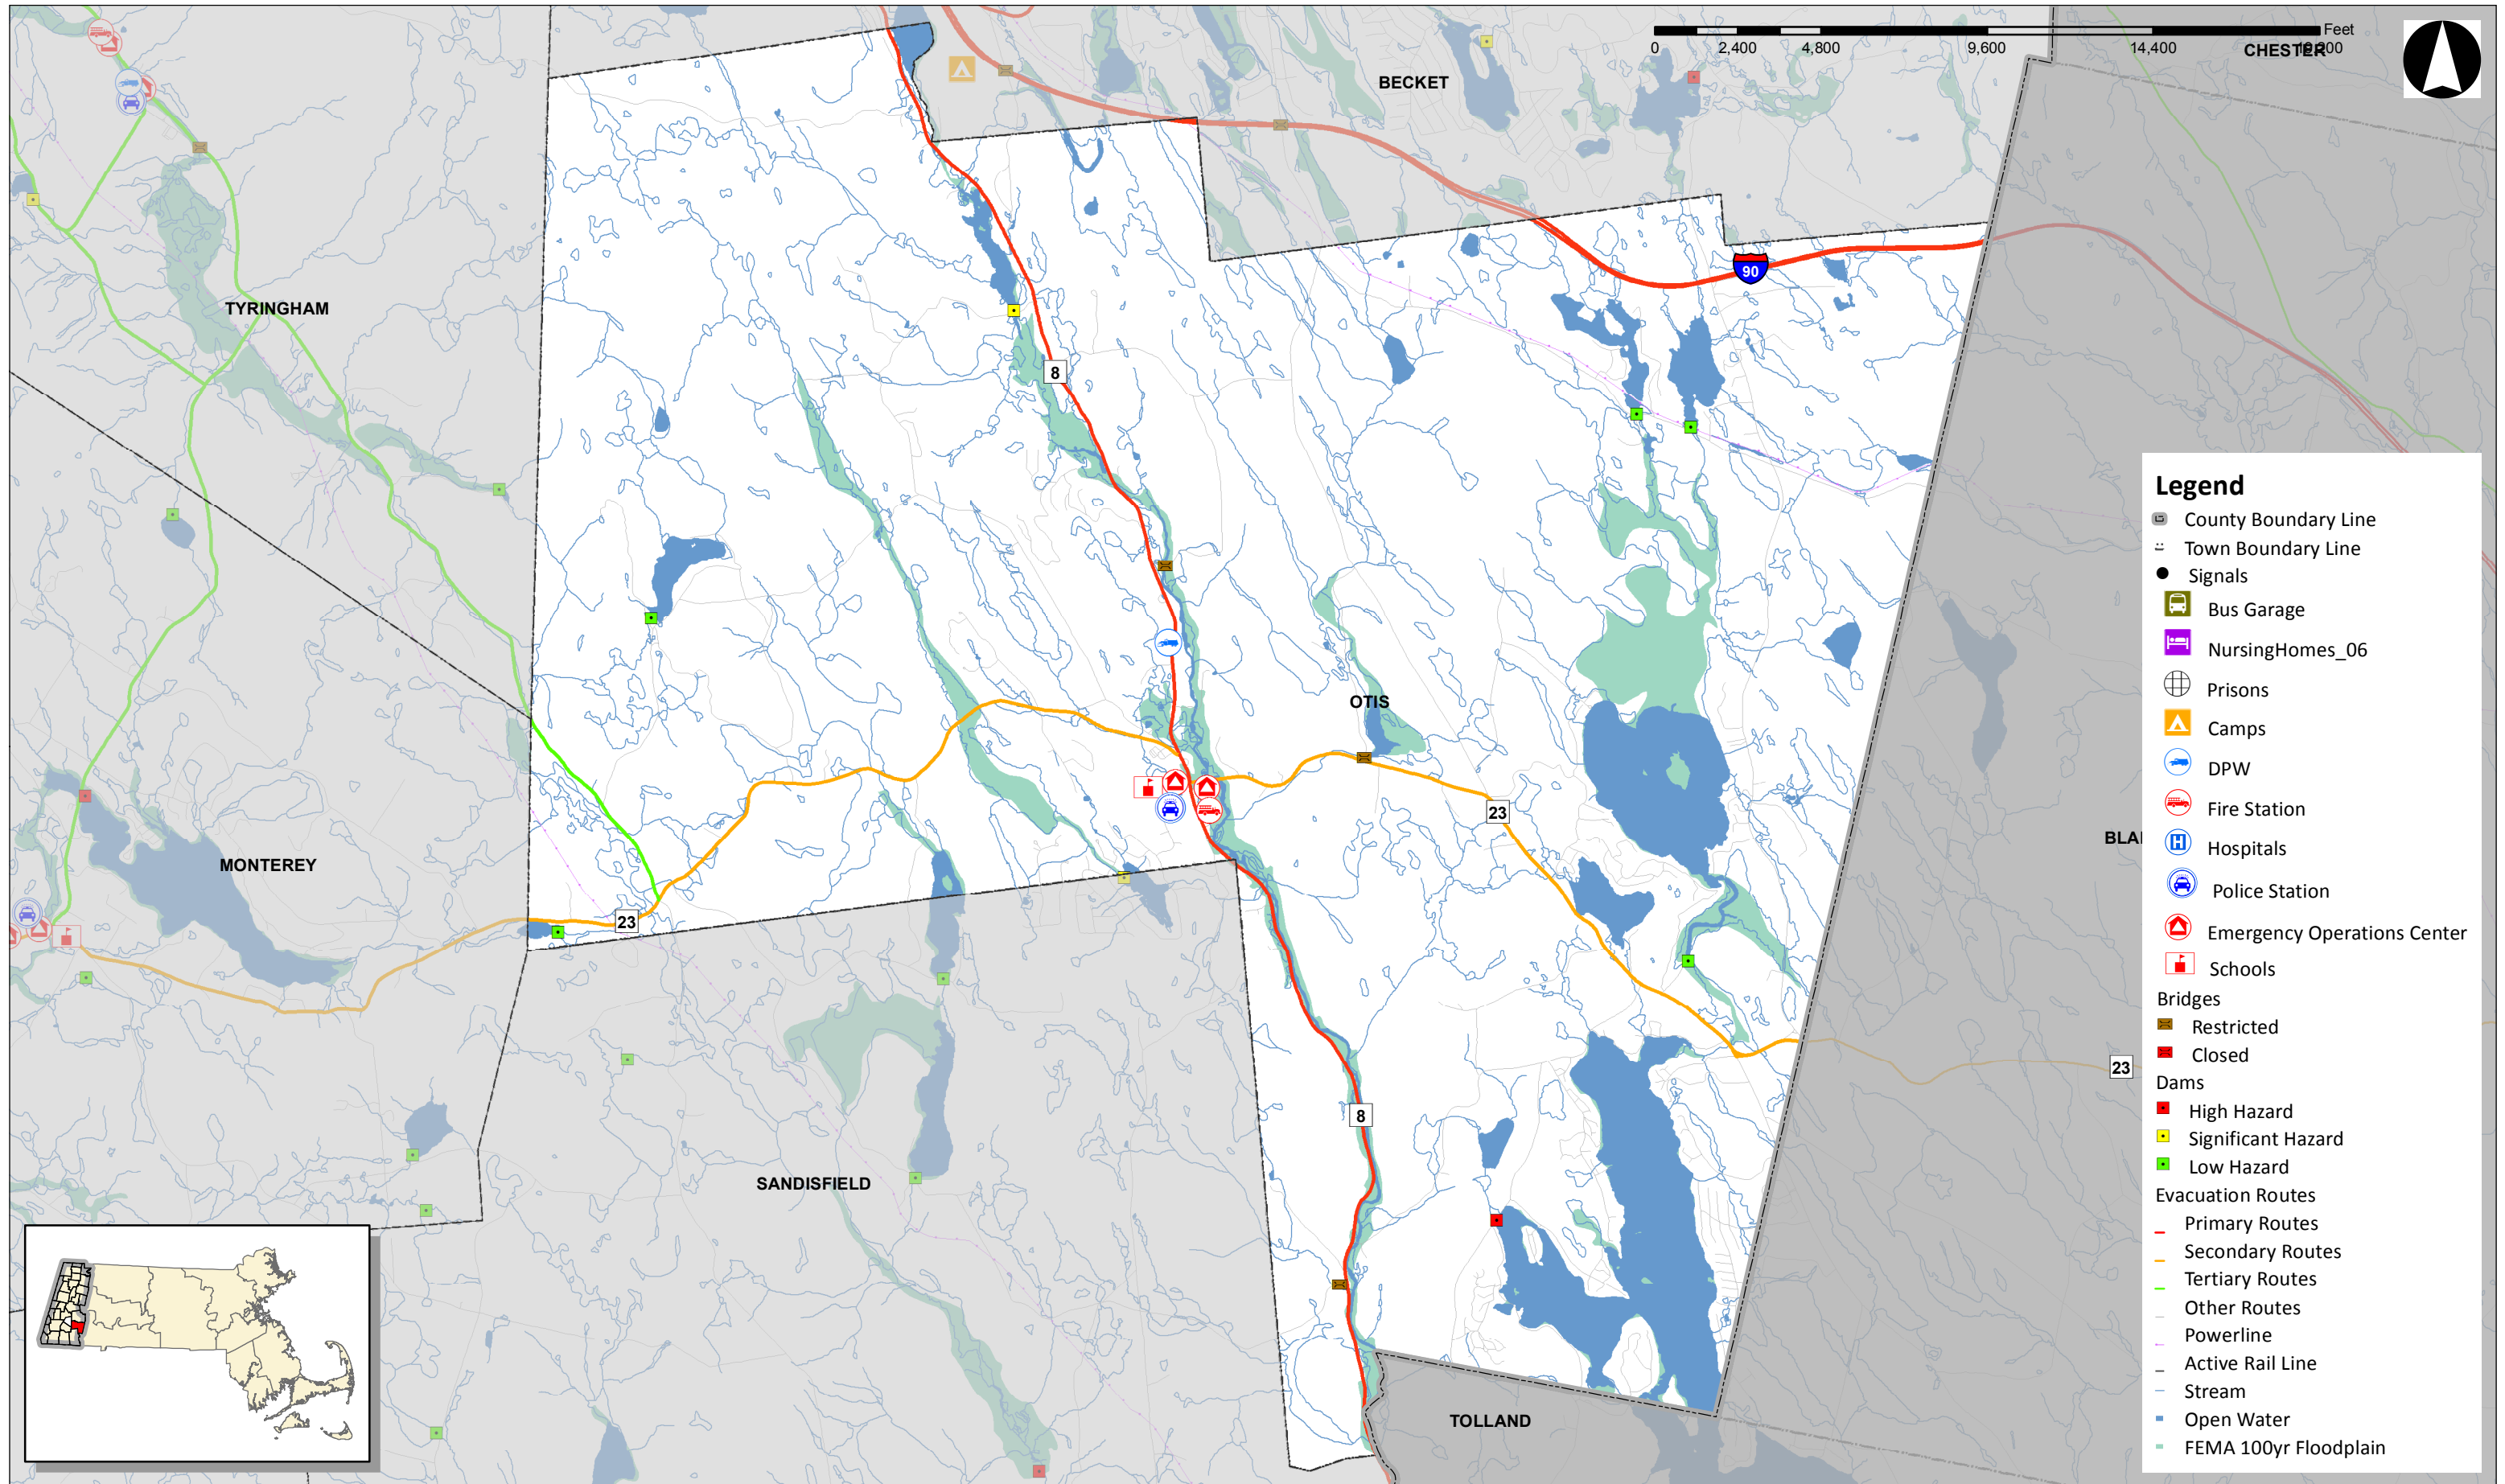 Feet
0
2,400
4,800
9,600
14,400
CHESTER
BECKET
90
TYRINGHAM
8
OTIS
23
MONTEREY
23
8
23
SANDISFIELD
TOLLAND
BLA
Legend
County Boundary Line
Town Boundary Line
Signals
Bus Garage
NursingHomes_06
Prisons
Camps
DPW
Fire Station
H Hospitals
Police Station
Emergency Operations Center
Schools
Bridges
Restricted
Closed
Dams
High Hazard
Significant Hazard
Low Hazard
Evacuation Routes
Primary Routes
Secondary Routes
Tertiary Routes
Other Routes
Powerline
Active Rail Line
Stream
Open Water
FEMA 100yr Floodplain